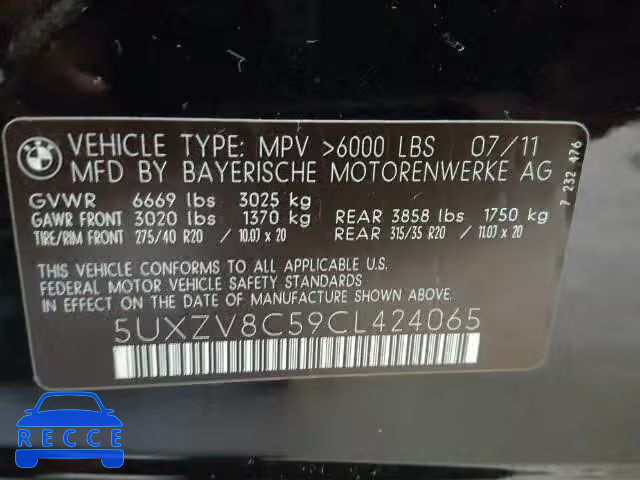 BMW
VEHICLE TYPE: MPV >6000 LBS 07/11
MFD BY BAYERISCHE MOTORENWERKE AG
GVWR 6669 lbs 3025 kg
GAWR FRONT 3020 lbs 1370 kg REAR 3858 lbs 1750 kg
TIRE/RIM FRONT 275/40 R20 / 10.0J x 20 REAR 315/35 R20 / 11.0J x 20
THIS VEHICLE CONFORMS TO ALL APPLICABLE U.S.
FEDERAL MOTOR VEHICLE SAFETY STANDARDS
IN EFFECT ON THE DATE OF MANUFACTURE SHOWN ABOVE.
5UXZV8C59CL424065
7 232 476
RECCE